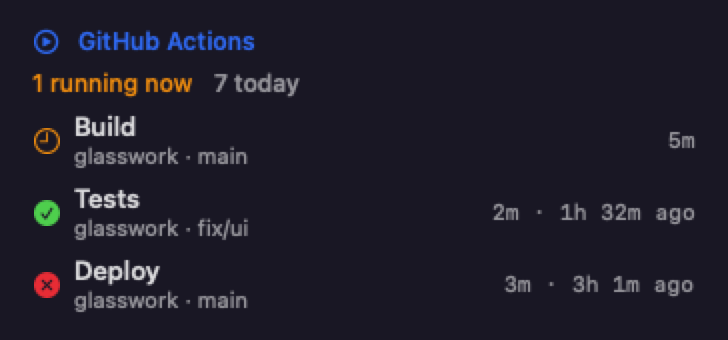 GitHub Actions
1 running now 7 today
Build
glasswork · main 5m
Tests
glasswork · fix/ui 2m · 1h 32m ago
Deploy
glasswork · main 3m · 3h 1m ago